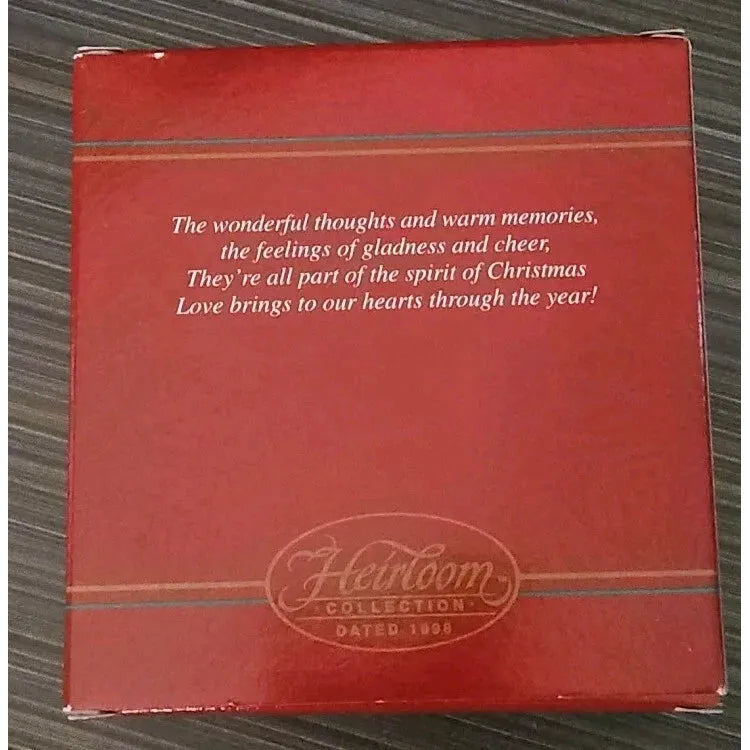 The wonderful thoughts and warm memories,
the feelings of gladness and cheer,
They're all part of the spirit of Christmas
Love brings to our hearts through the year!
Heirloom™
· COLLECTION ·
DATED 1998